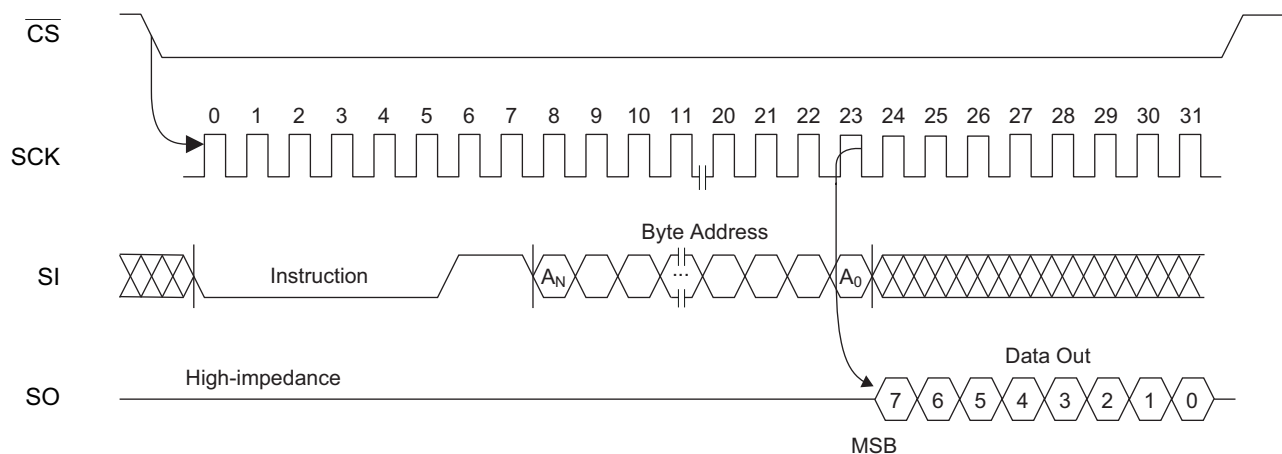 CS
0 1 2 3 4 5 6 7 8 9 10 11 20 21 22 23 24 25 26 27 28 29 30 31
SCK
Byte Address
SI Instruction AN ... A0
High-impedance Data Out
SO 7 6 5 4 3 2 1 0
MSB